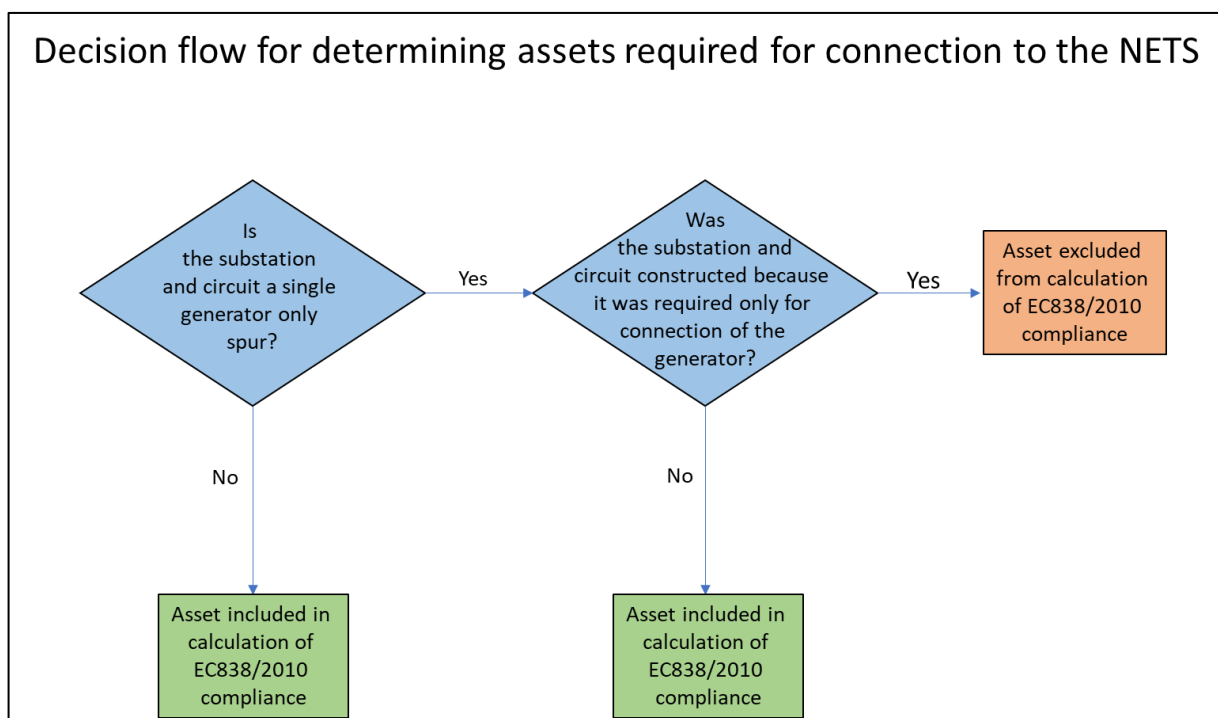 Decision flow for determining assets required for connection to the NETS
Is
the substation
and circuit a single
generator only
spur?
Yes
Was
the substation and
circuit constructed because
it was required only for
connection of the
generator?
Yes
Asset excluded
from calculation
of EC838/2010
compliance
No
No
Asset included in
calculation of
EC838/2010
compliance
Asset included in
calculation of
EC838/2010
compliance